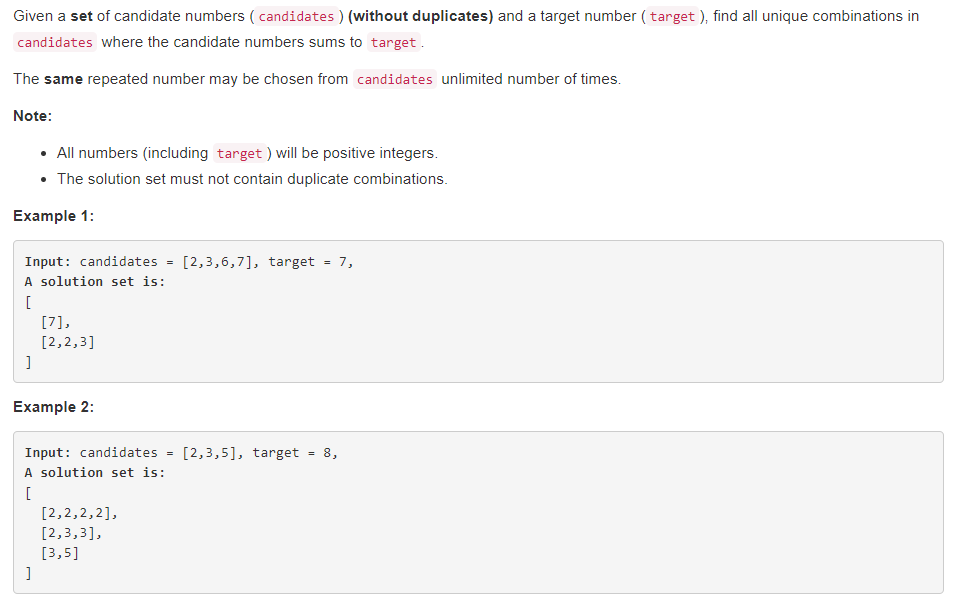 Given a set of candidate numbers ( candidates ) (without duplicates) and a target number ( target ), find all unique combinations in
candidates where the candidate numbers sums to target .
The same repeated number may be chosen from candidates unlimited number of times.
Note:
• All numbers (including target ) will be positive integers.
• The solution set must not contain duplicate combinations.
Example 1:
Input: candidates = [2,3,6,7], target = 7,
A solution set is:
[
  [7],
  [2,2,3]
]
Example 2:
Input: candidates = [2,3,5], target = 8,
A solution set is:
[
  [2,2,2,2],
  [2,3,3],
  [3,5]
]